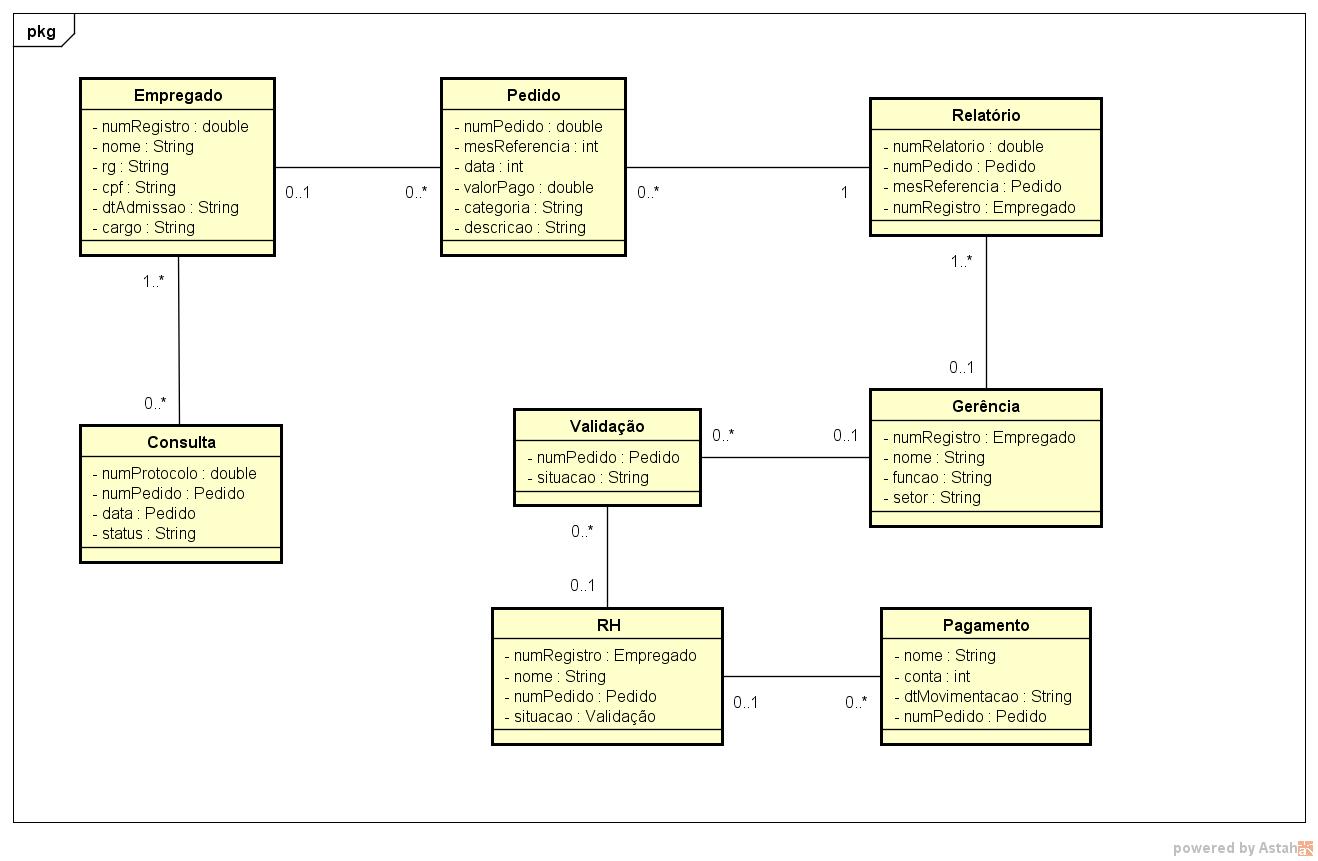 pkg
Empregado
- numRegistro : double
- nome : String
- rg : String
- cpf : String
- dtAdmissao : String
- cargo : String
0..1
0..*
Pedido
- numPedido : double
- mesReferencia : int
- data : int
- valorPago : double
- categoria : String
- descricao : String
0..*
1
Relatório
- numRelatorio : double
- numPedido : Pedido
- mesReferencia : Pedido
- numRegistro : Empregado
1..*
0..*
1..*
0..1
Consulta
- numProtocolo : double
- numPedido : Pedido
- data : Pedido
- status : String
Validação
- numPedido : Pedido
- situacao : String
0..*
0..1
Gerência
- numRegistro : Empregado
- nome : String
- funcao : String
- setor : String
0..*
0..1
RH
- numRegistro : Empregado
- nome : String
- numPedido : Pedido
- situacao : Validação
0..1
0..*
Pagamento
- nome : String
- conta : int
- dtMovimentacao : String
- numPedido : Pedido
powered by Astah